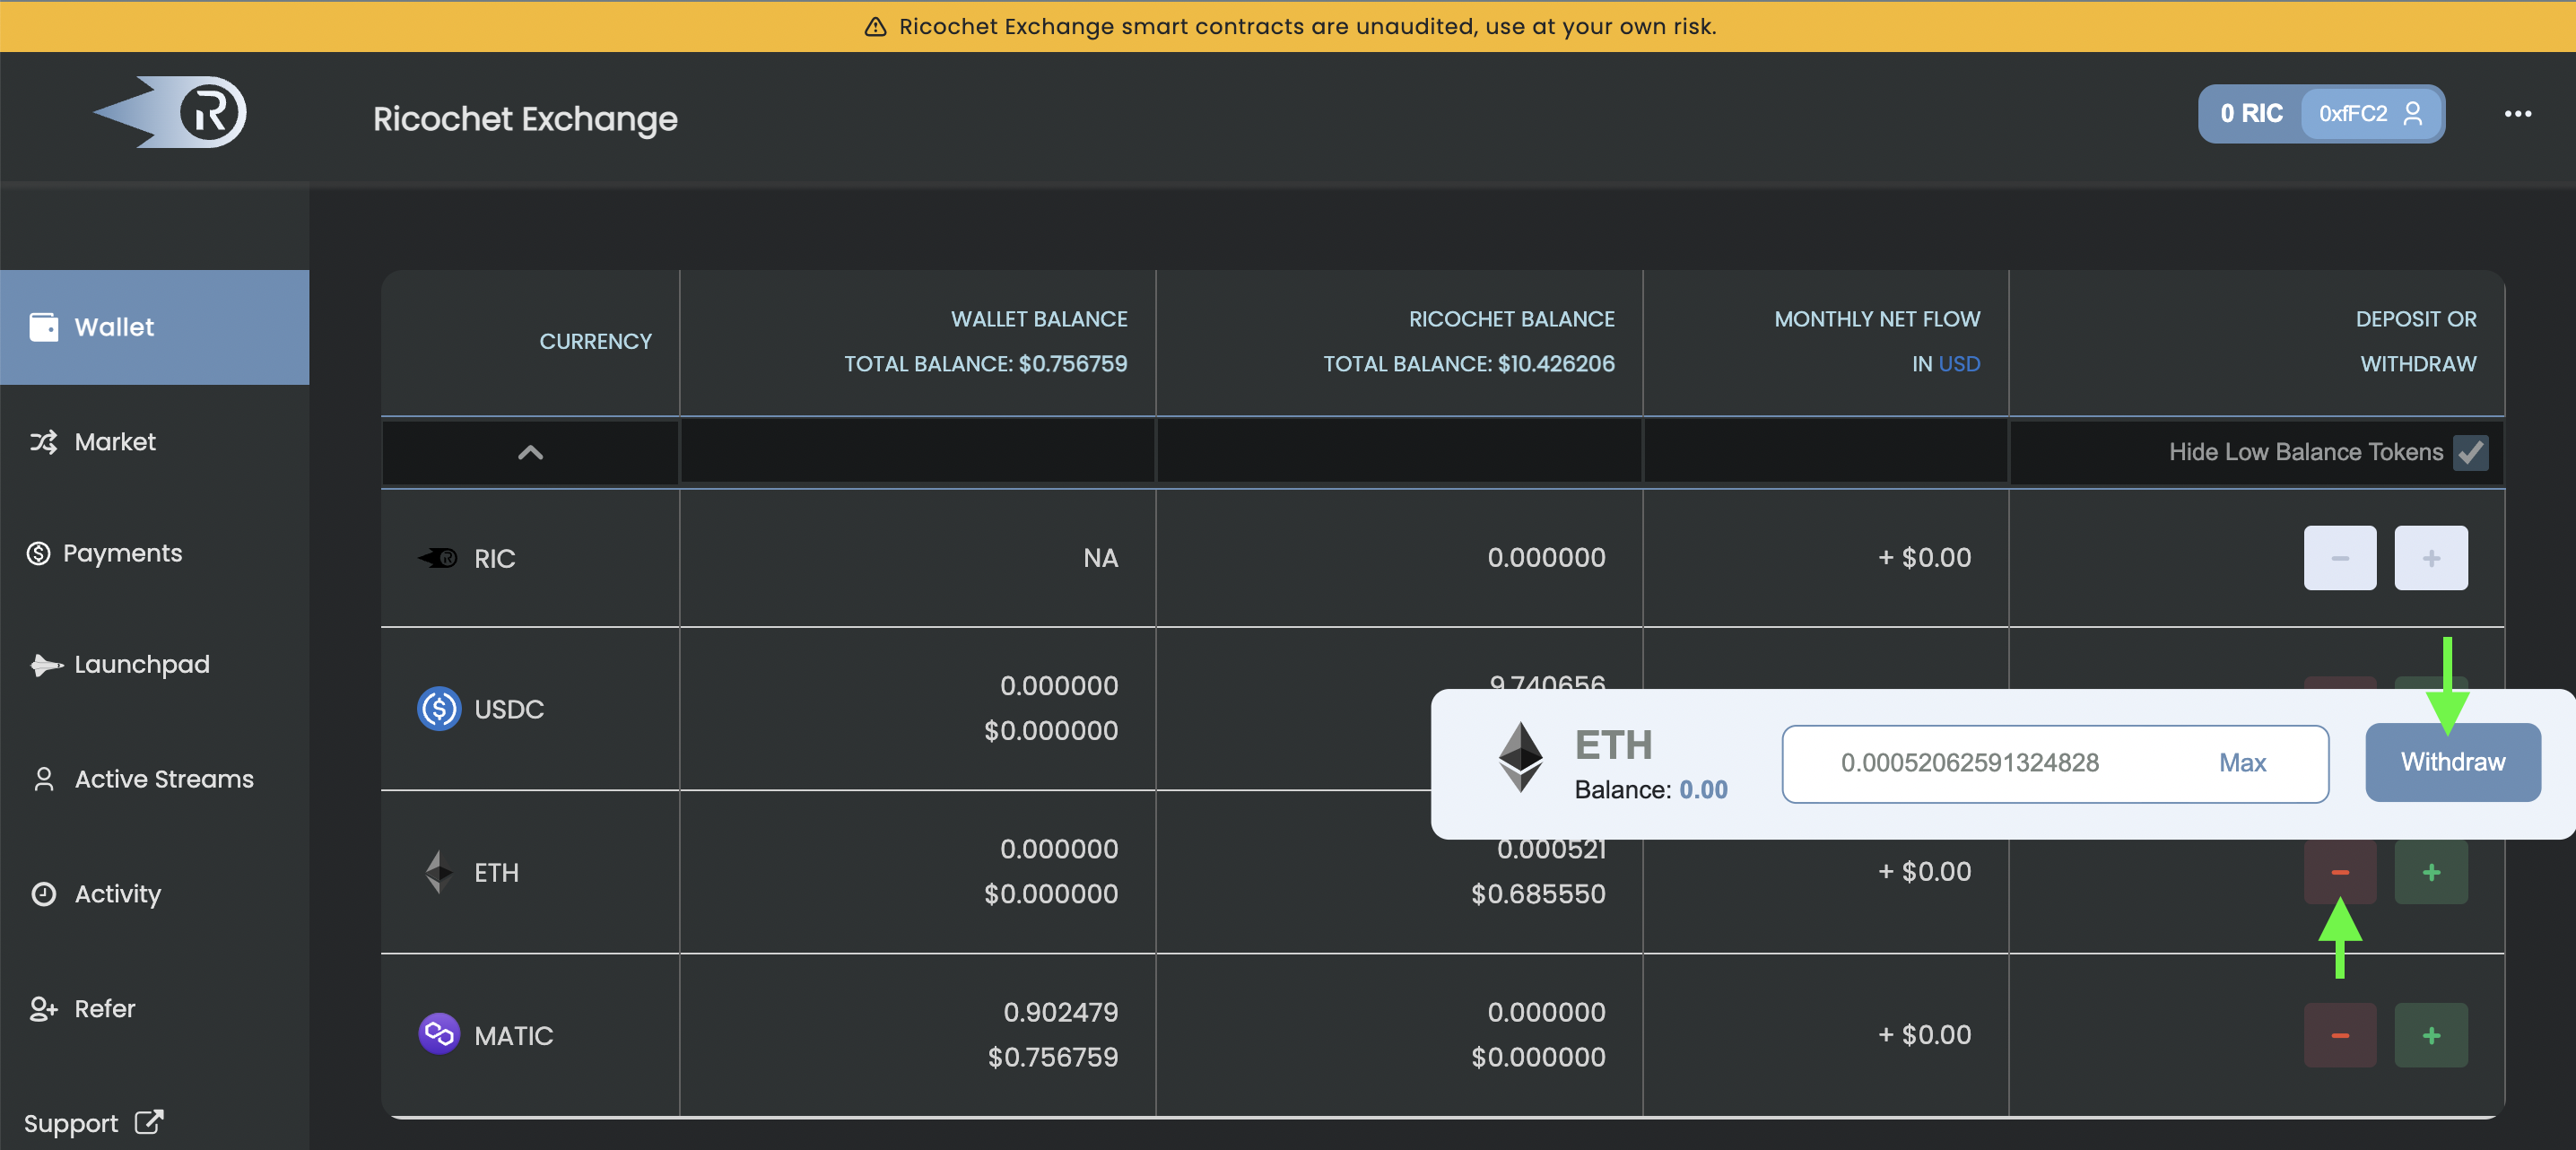 Ricochet Exchange smart contracts are unaudited, use at your own risk.
R
Ricochet Exchange
0 RIC 0xfFC2
Wallet
Market
Payments
Launchpad
Active Streams
Activity
Refer
Support
CURRENCY
WALLET BALANCE
TOTAL BALANCE: $0.756759
RICOCHET BALANCE
TOTAL BALANCE: $10.426206
MONTHLY NET FLOW
IN USD
DEPOSIT OR
WITHDRAW
Hide Low Balance Tokens
RIC NA 0.000000 + $0.00 - +
USDC
0.000000 9.740656
$0.000000
ETH
Balance: 0.00
0.00052062591324828 Max
Withdraw
ETH
0.000000 0.000521
$0.000000 $0.685550
+ $0.00 - +
MATIC
0.902479 0.000000
$0.756759 $0.000000
+ $0.00 - +